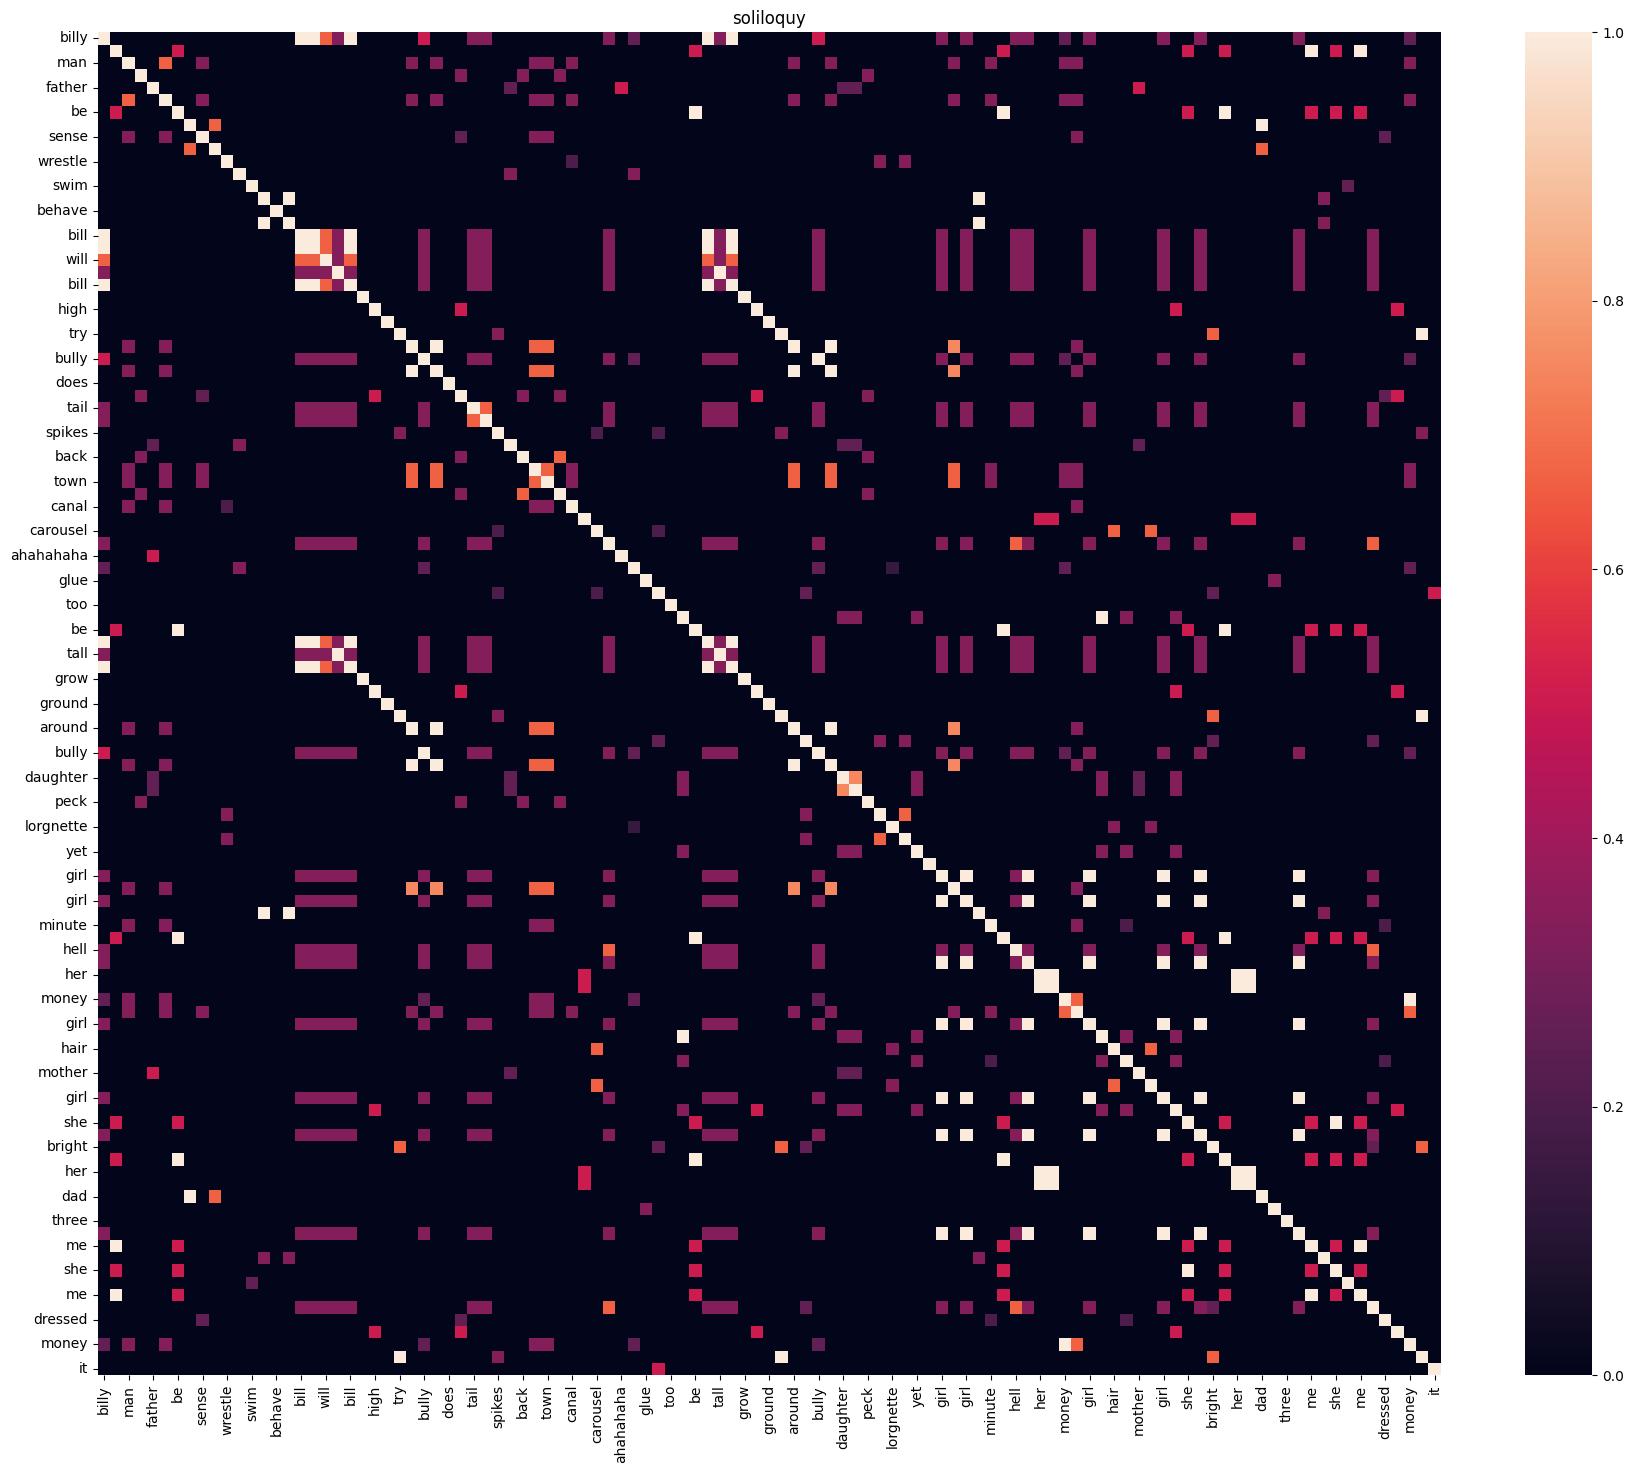 soliloquy
billy
man
father
be
sense
wrestle
swim
behave
bill
will
bill
high
try
bully
does
tail
spikes
back
town
canal
carousel
ahahahaha
glue
too
be
tall
grow
ground
around
bully
daughter
peck
lorgnette
yet
girl
girl
minute
hell
her
money
girl
hair
mother
girl
she
bright
her
dad
three
me
she
me
dressed
money
it
billy
man
father
be
sense
wrestle
swim
behave
bill
will
bill
high
try
bully
does
tail
spikes
back
town
canal
carousel
ahahahaha
glue
too
be
tall
grow
ground
around
bully
daughter
peck
lorgnette
yet
girl
girl
minute
hell
her
money
girl
hair
mother
girl
she
bright
her
dad
three
me
she
me
dressed
money
it
1.0
0.8
0.6
0.4
0.2
0.0